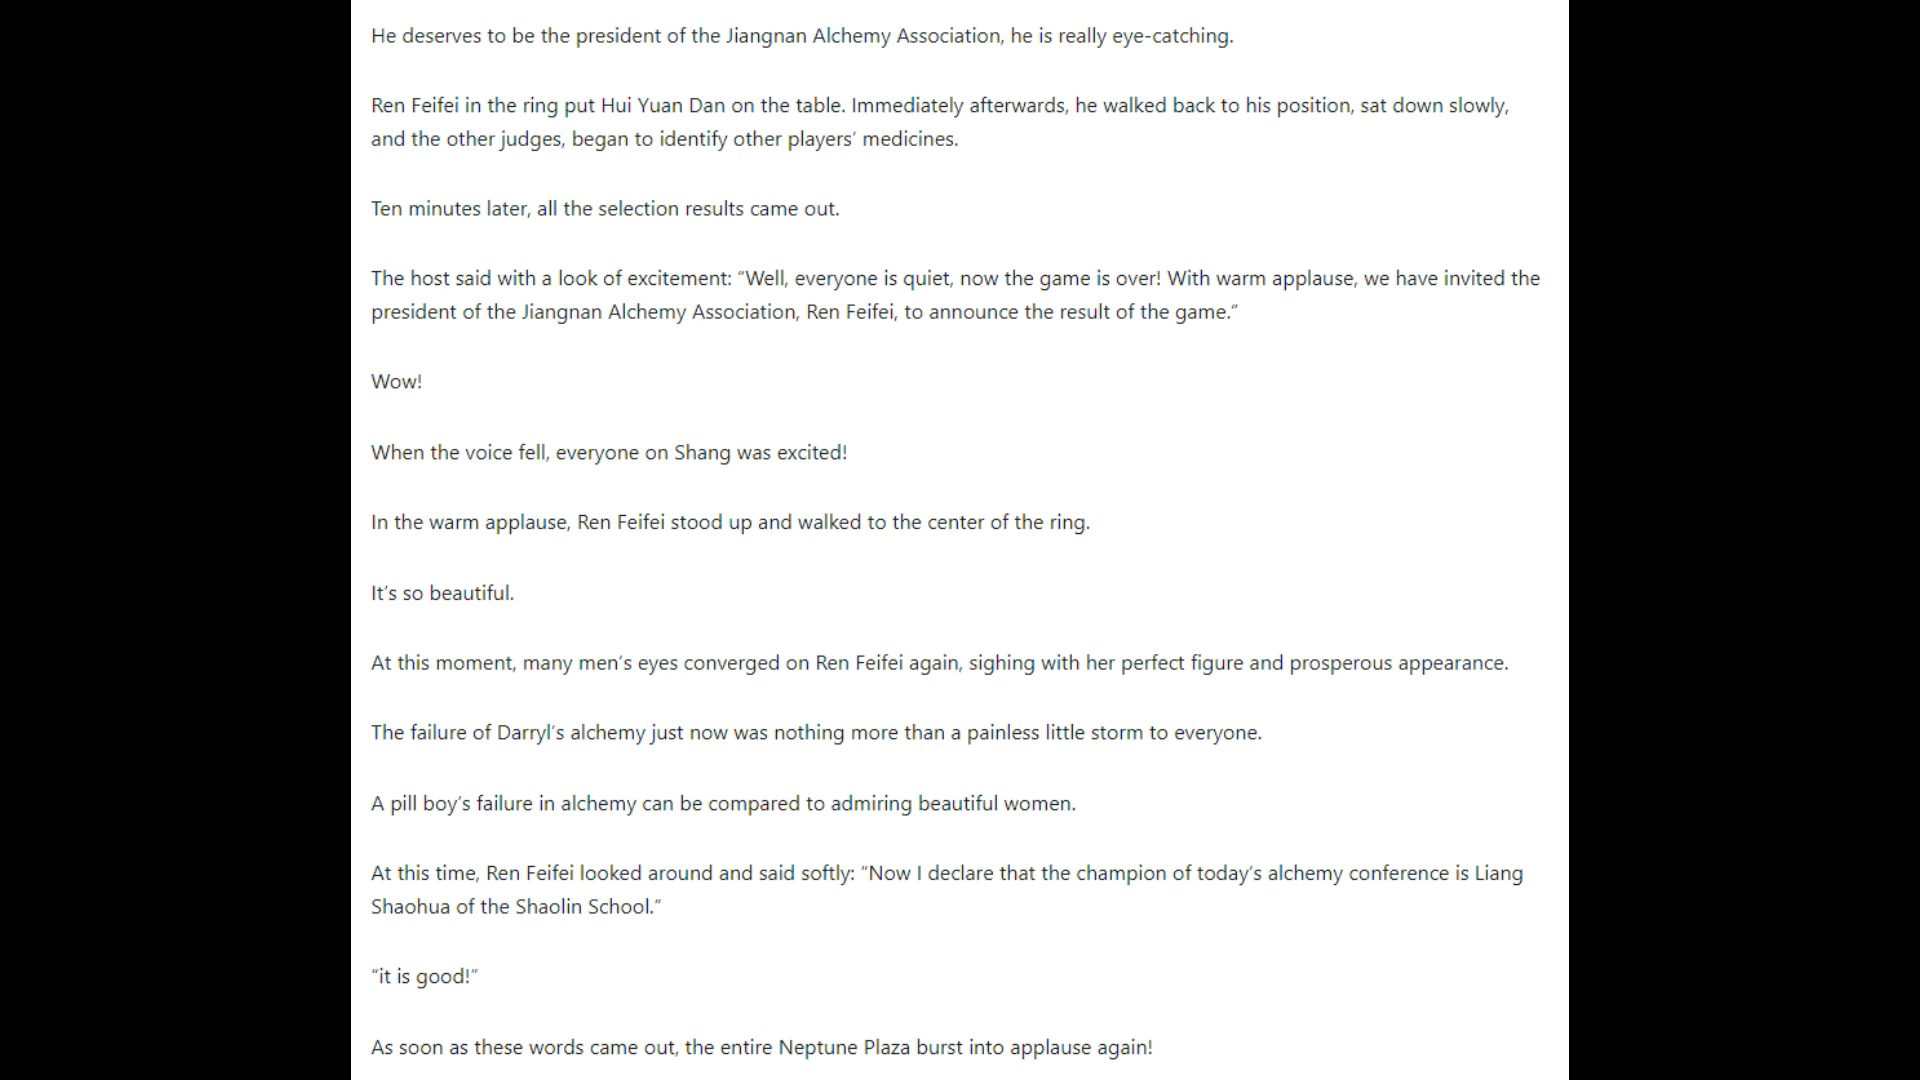 He deserves to be the president of the Jiangnan Alchemy Association, he is really eye-catching.
Ren Feifei in the ring put Hui Yuan Dan on the table. Immediately afterwards, he walked back to his position, sat down slowly,
and the other judges, began to identify other players’ medicines.
Ten minutes later, all the selection results came out.
The host said with a look of excitement: “Well, everyone is quiet, now the game is over! With warm applause, we have invited the
president of the Jiangnan Alchemy Association, Ren Feifei, to announce the result of the game.”
Wow!
When the voice fell, everyone on Shang was excited!
In the warm applause, Ren Feifei stood up and walked to the center of the ring.
It’s so beautiful.
At this moment, many men’s eyes converged on Ren Feifei again, sighing with her perfect figure and prosperous appearance.
The failure of Darryl’s alchemy just now was nothing more than a painless little storm to everyone.
A pill boy’s failure in alchemy can be compared to admiring beautiful women.
At this time, Ren Feifei looked around and said softly: “Now I declare that the champion of today’s alchemy conference is Liang
Shaohua of the Shaolin School.”
“it is good!”
As soon as these words came out, the entire Neptune Plaza burst into applause again!